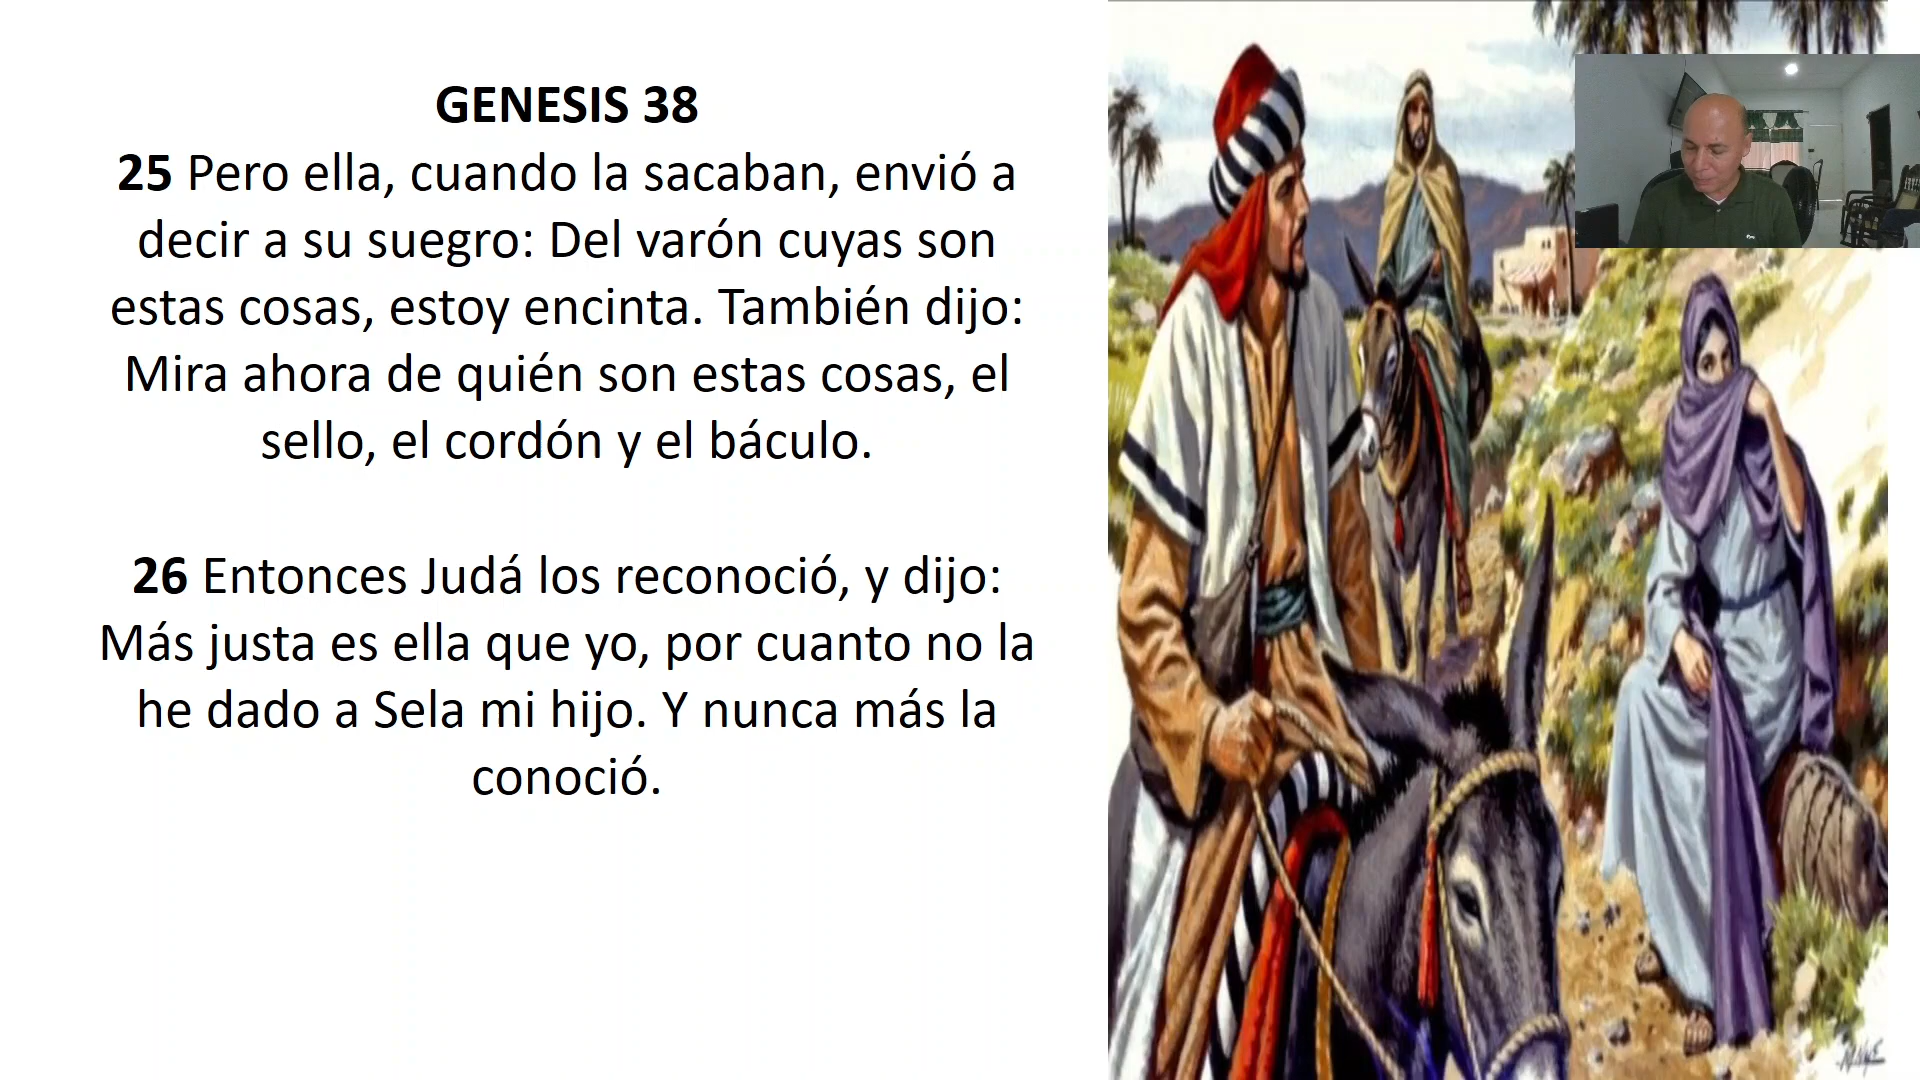 GENESIS 38
25 Pero ella, cuando la sacaban, envió a
decir a su suegro: Del varón cuyas son
estas cosas, estoy encinta. También dijo:
Mira ahora de quién son estas cosas, el
sello, el cordón y el báculo.
26 Entonces Judá los reconoció, y dijo:
Más justa es ella que yo, por cuanto no la
he dado a Sela mi hijo. Y nunca más la
conoció.